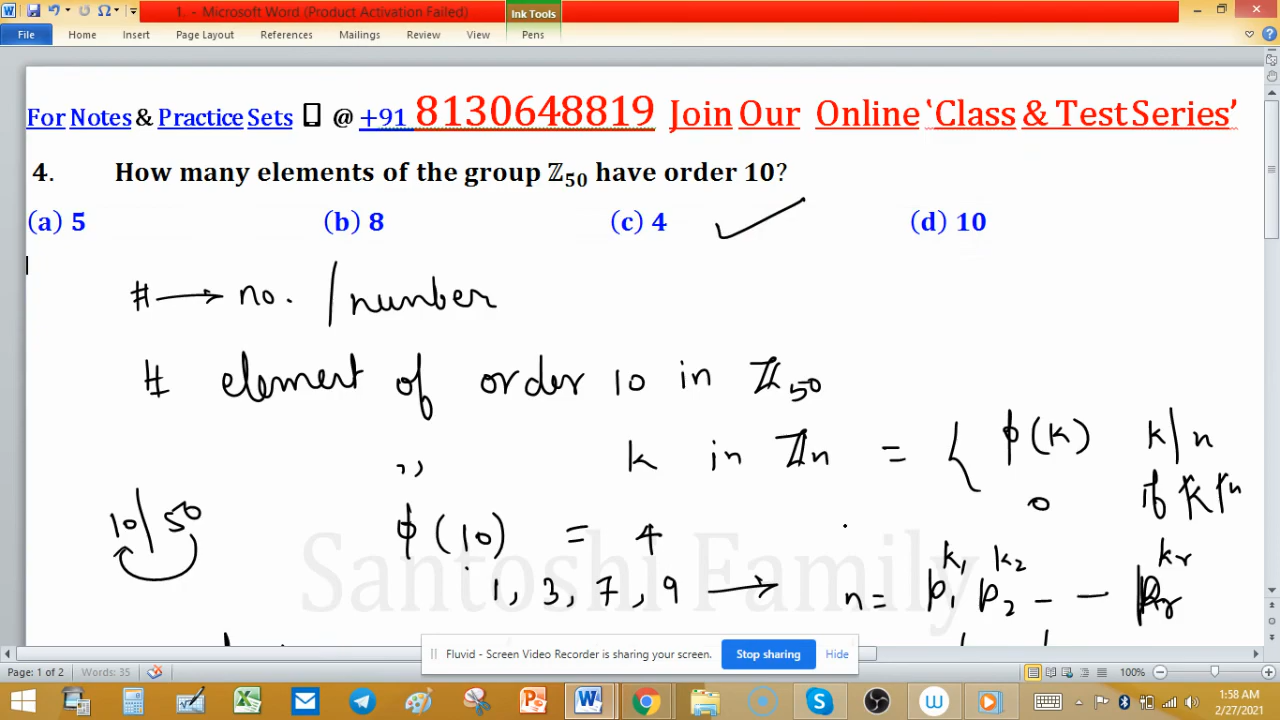 1. - Microsoft Word (Product Activation Failed)
Ink Tools
File Home Insert Page Layout References Mailings Review View Pens
For Notes & Practice Sets @ +91 8130648819 Join Our Online 'Class & Test Series'
4. How many elements of the group ℤ50 have order 10?
(a) 5 (b) 8 (c) 4 (d) 10
# → no. / number
# element of order 10 in ℤ50
,, k in ℤn = { ϕ(k) k|n
0 if k∤n
10|50 ϕ(10) = 4
1, 3, 7, 9 → n = p1^k1 p2^k2 - - pr^kr
Santoshi Family
Fluvid - Screen Video Recorder is sharing your screen. Stop sharing Hide
Page: 1 of 2 Words: 35 100%
1:58 AM
2/27/2021